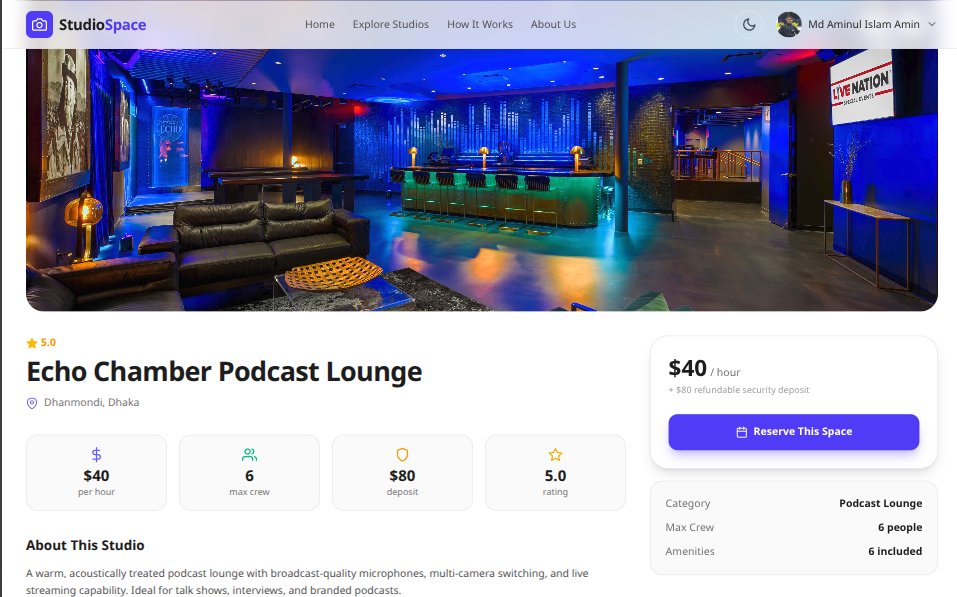 StudioSpace
Home Explore Studios How It Works About Us
Md Aminul Islam Amin
ECHO
LIVE NATION
SPECIAL EVENTS
5.0
Echo Chamber Podcast Lounge
Dhanmondi, Dhaka
$40
per hour
6
max crew
$80
deposit
5.0
rating
About This Studio
A warm, acoustically treated podcast lounge with broadcast-quality microphones, multi-camera switching, and live
streaming capability. Ideal for talk shows, interviews, and branded podcasts.
$40 / hour
+ $80 refundable security deposit
Reserve This Space
Category Podcast Lounge
Max Crew 6 people
Amenities 6 included